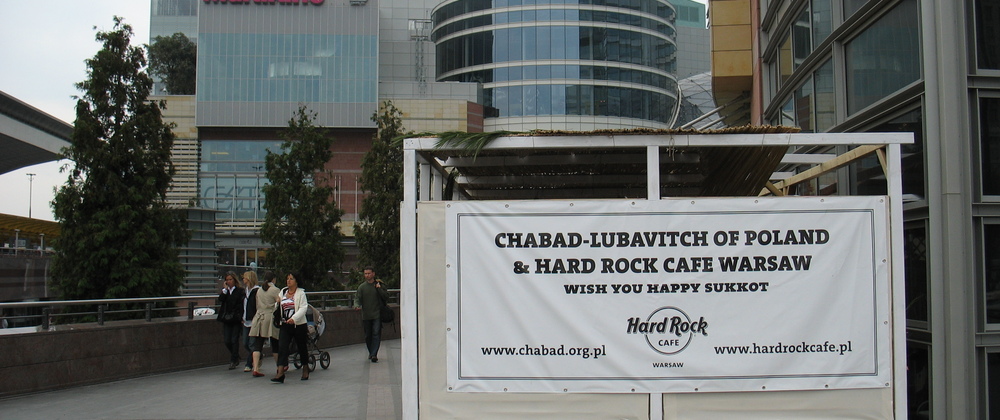 CHABAD-LUBAVITCH OF POLAND
& HARD ROCK CAFE WARSAW
WISH YOU HAPPY SUKKOT
Hard Rock
CAFE
WARSAW
www.chabad.org.pl
www.hardrockcafe.pl